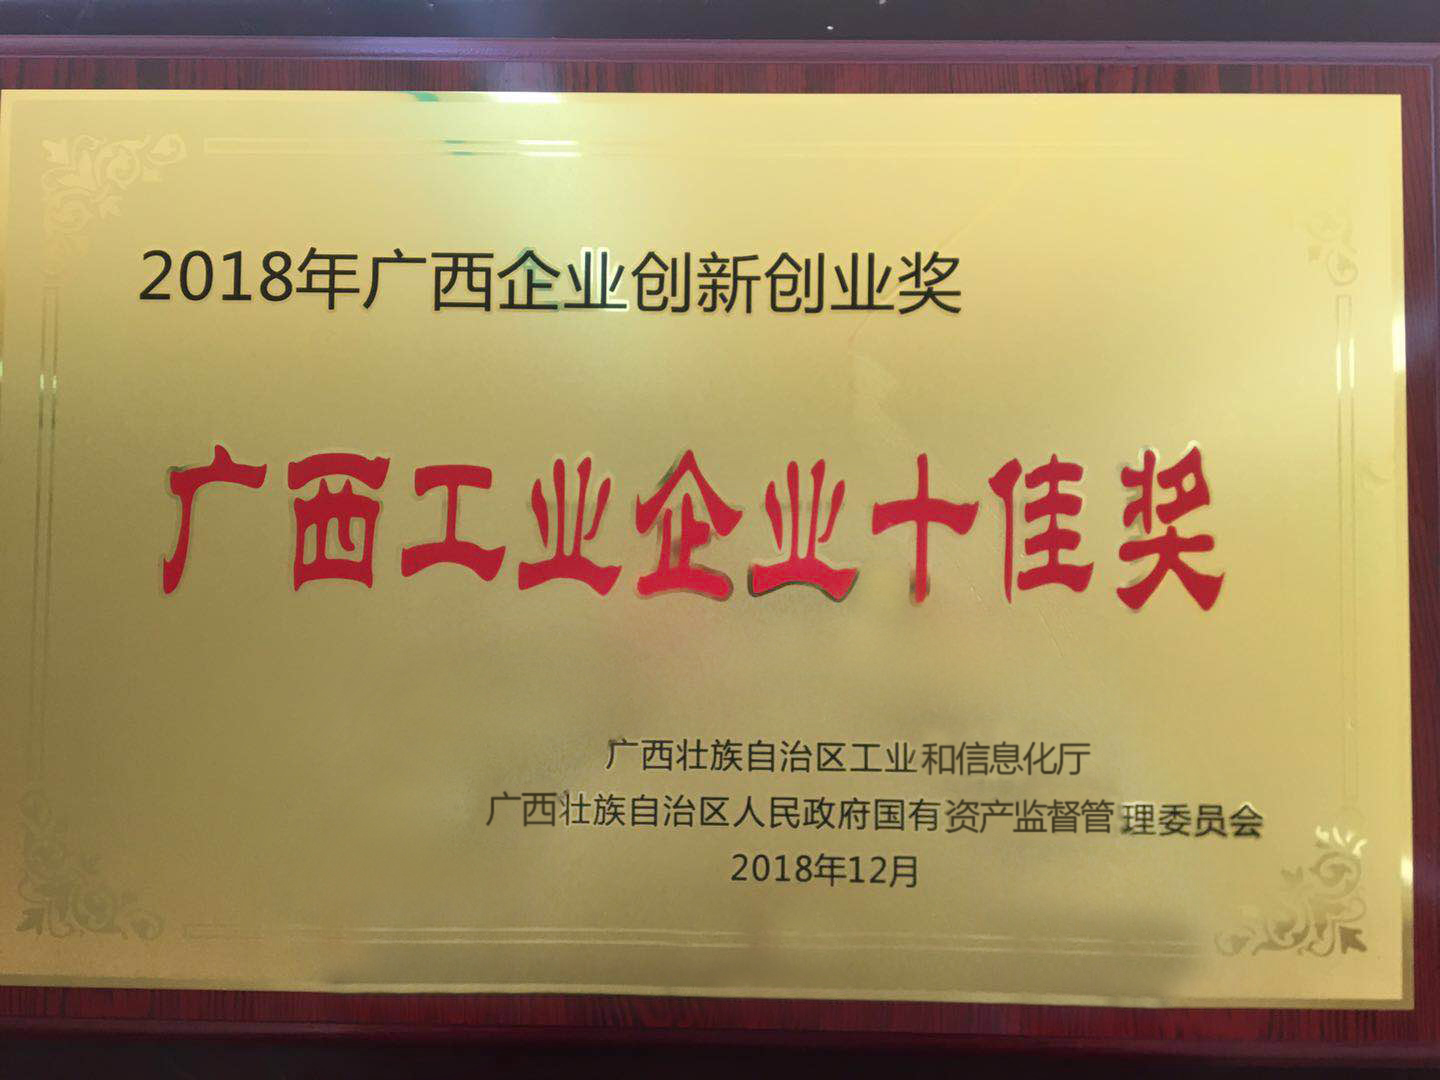 2018年广西企业创新创业奖
广西工业企业十佳奖
广西壮族自治区工业和信息化厅
广西壮族自治区人民政府国有资产监督管理委员会
2018年12月